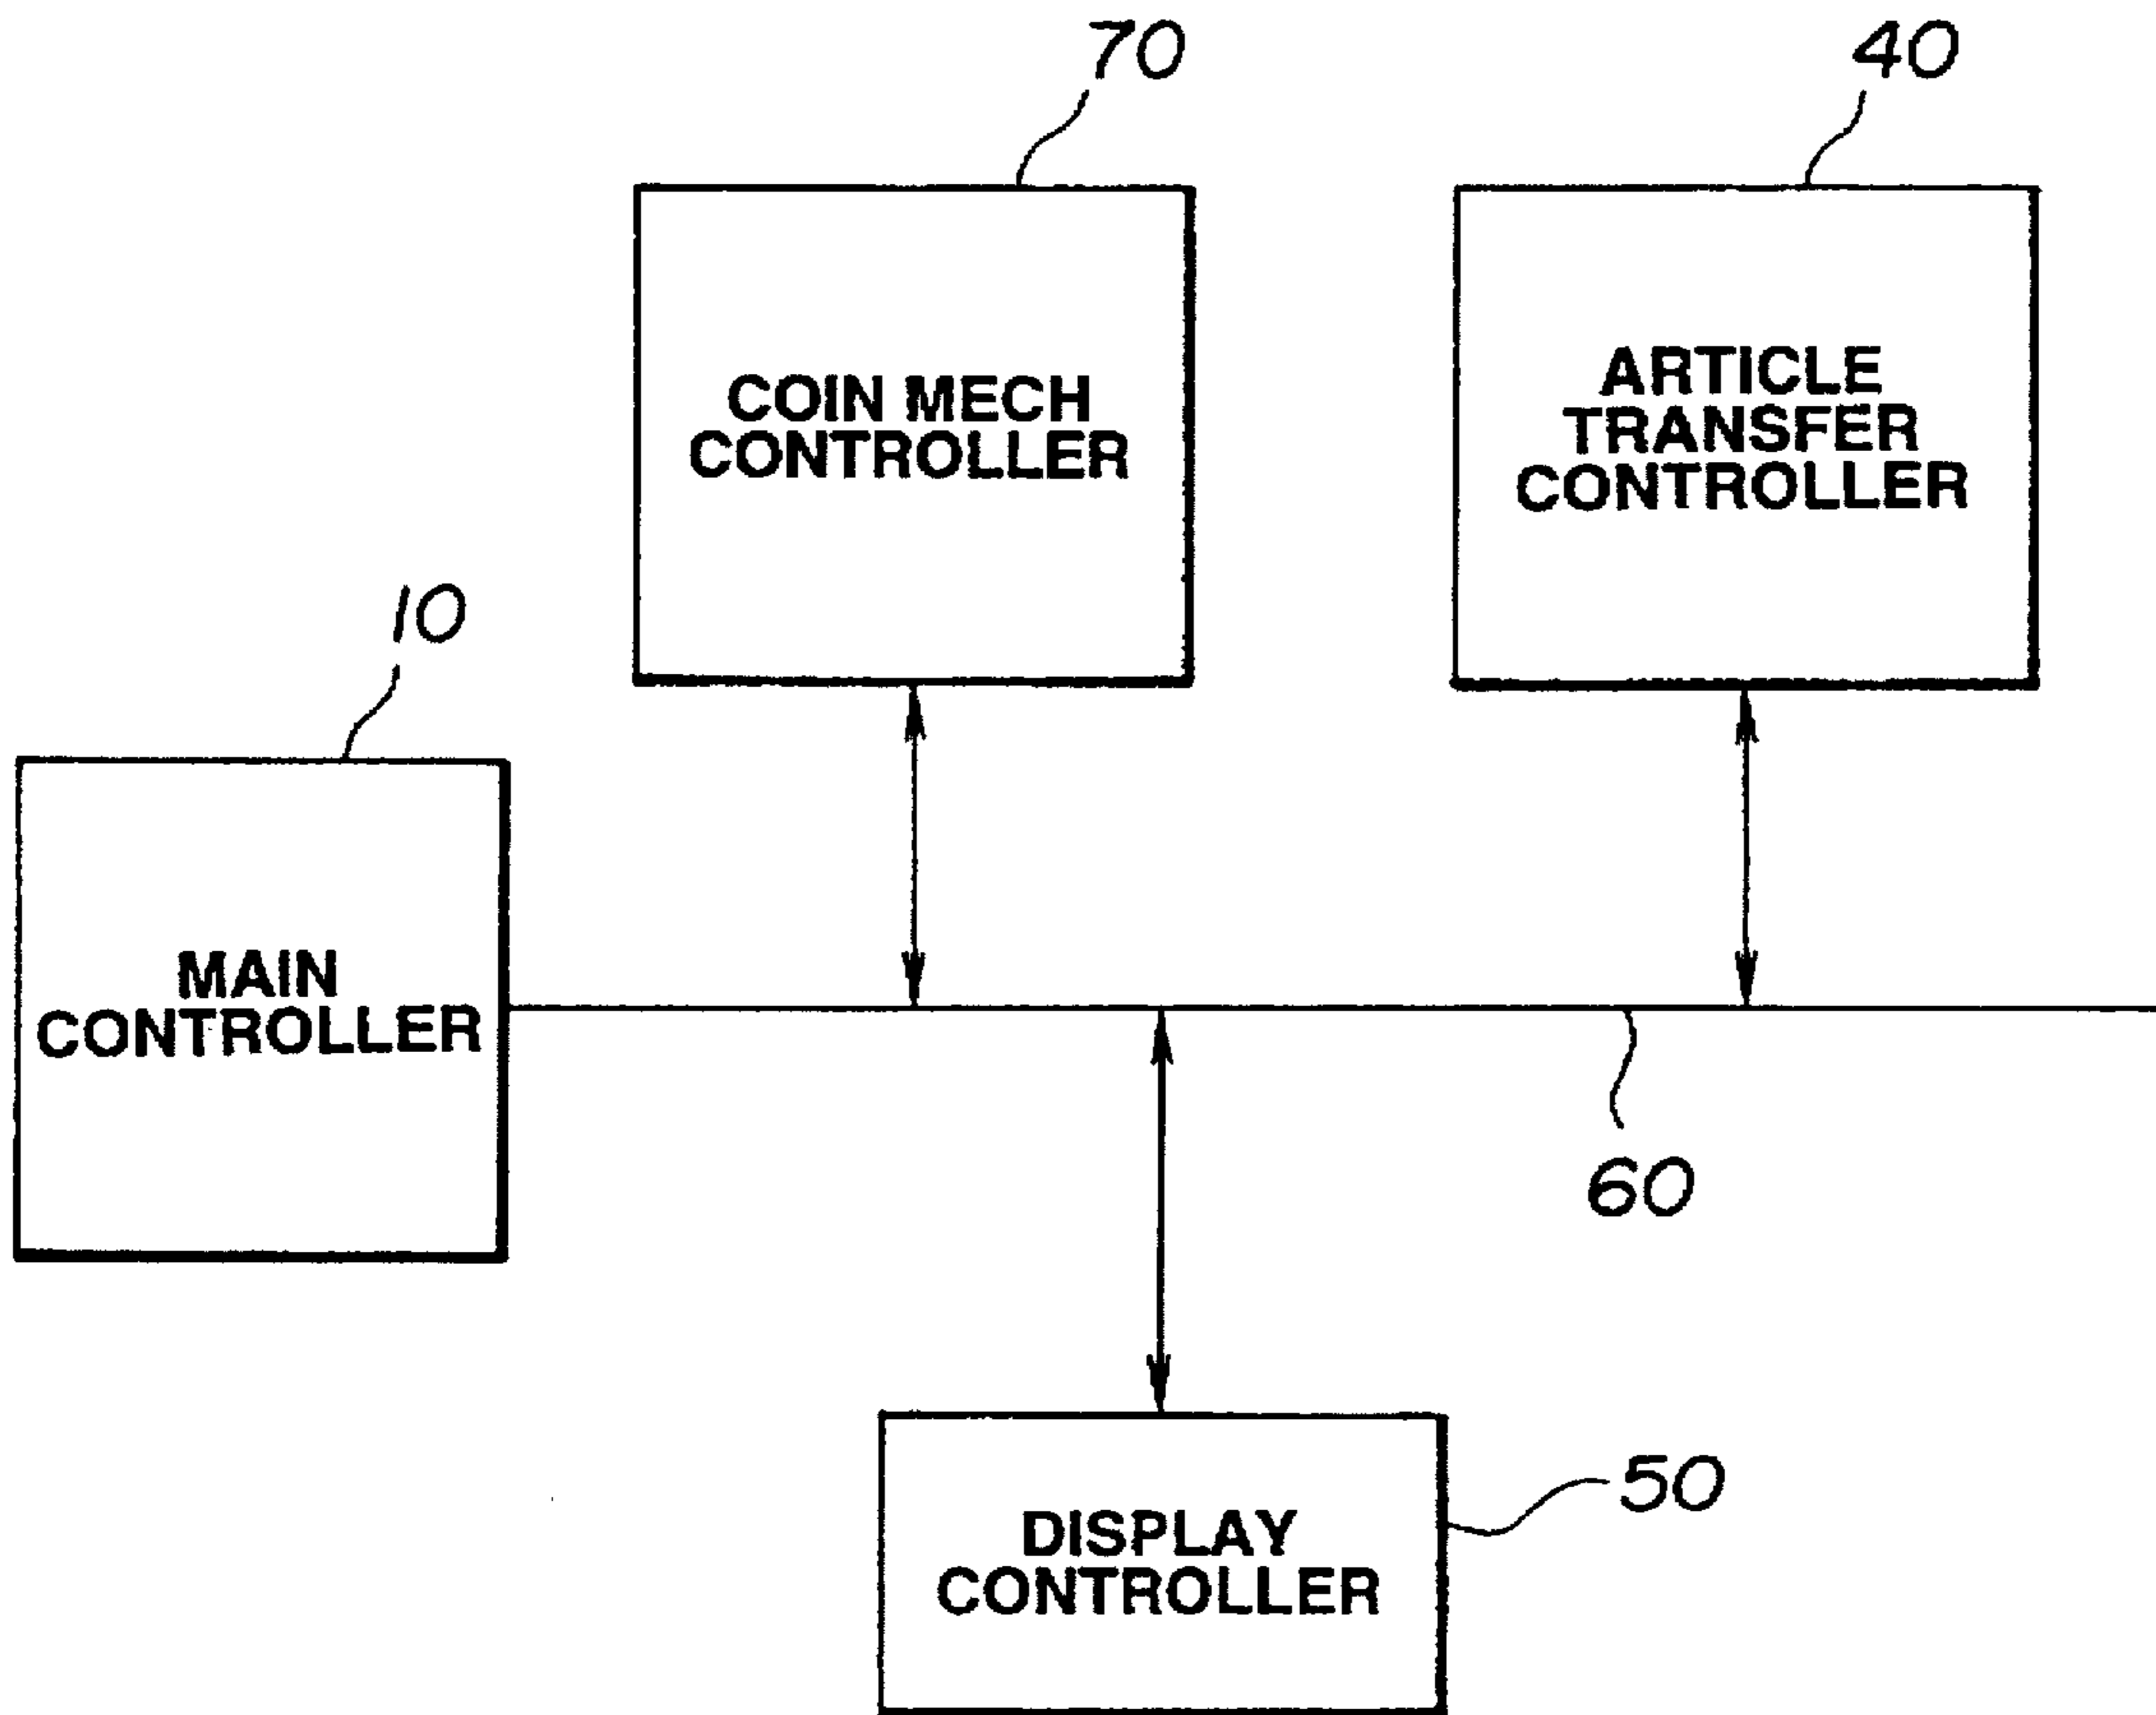 70
40
COIN MECH
CONTROLLER
ARTICLE
TRANSFER
CONTROLLER
10
MAIN
CONTROLLER
60
50
DISPLAY
CONTROLLER